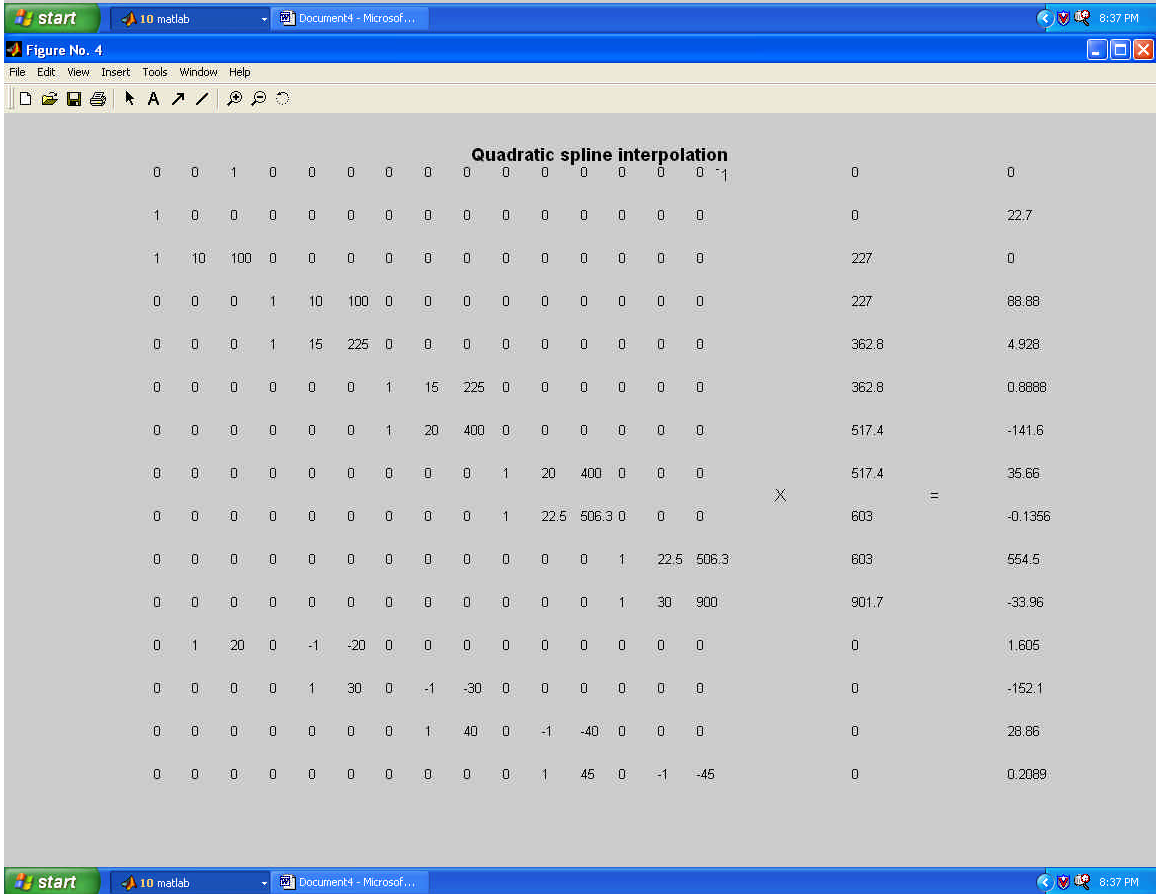 start 10 matlab Document4 - Microsof... 8:37 PM
Figure No. 4
File Edit View Insert Tools Window Help
A
Quadratic spline interpolation
0 0 1 0 0 0 0 0 0 0 0 0 0 0 0 -1 0 0
1 0 0 0 0 0 0 0 0 0 0 0 0 0 0 0 22.7
1 10 100 0 0 0 0 0 0 0 0 0 0 0 0 227 0
0 0 0 1 10 100 0 0 0 0 0 0 0 0 0 227 88.88
0 0 0 1 15 225 0 0 0 0 0 0 0 0 0 362.8 4.928
0 0 0 0 0 0 1 15 225 0 0 0 0 0 0 362.8 0.8888
0 0 0 0 0 0 1 20 400 0 0 0 0 0 0 517.4 -141.6
0 0 0 0 0 0 0 0 0 1 20 400 0 0 0 517.4 35.66
X =
0 0 0 0 0 0 0 0 0 1 22.5 506.3 0 0 0 603 -0.1356
0 0 0 0 0 0 0 0 0 0 0 0 1 22.5 506.3 603 554.5
0 0 0 0 0 0 0 0 0 0 0 0 1 30 900 901.7 -33.96
0 1 20 0 -1 -20 0 0 0 0 0 0 0 0 0 0 1.605
0 0 0 0 1 30 0 -1 -30 0 0 0 0 0 0 0 -152.1
0 0 0 0 0 0 0 1 40 0 -1 -40 0 0 0 0 28.86
0 0 0 0 0 0 0 0 0 0 1 45 0 -1 -45 0 0.2089
start 10 matlab Document4 - Microsof... 8:37 PM